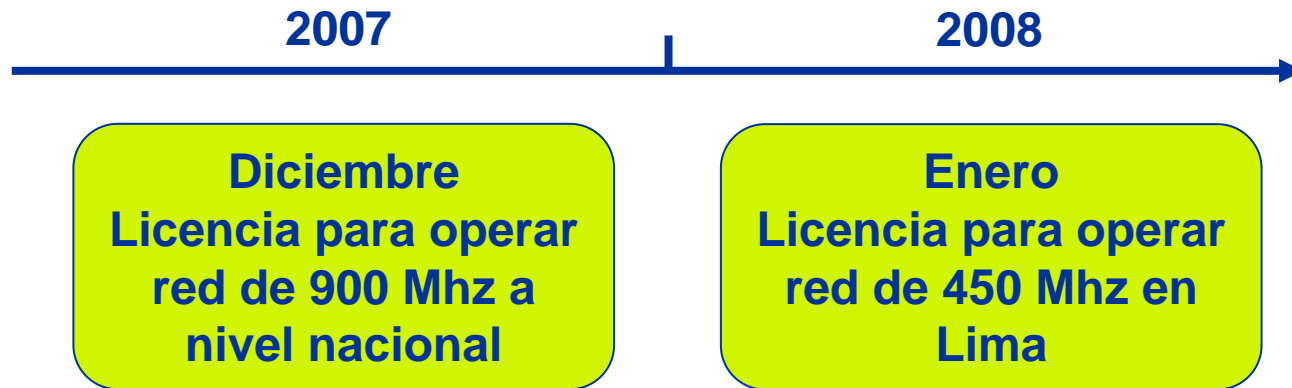 2007
2008
Diciembre
Licencia para operar
red de 900 Mhz a
nivel nacional
Enero
Licencia para operar
red de 450 Mhz en
Lima